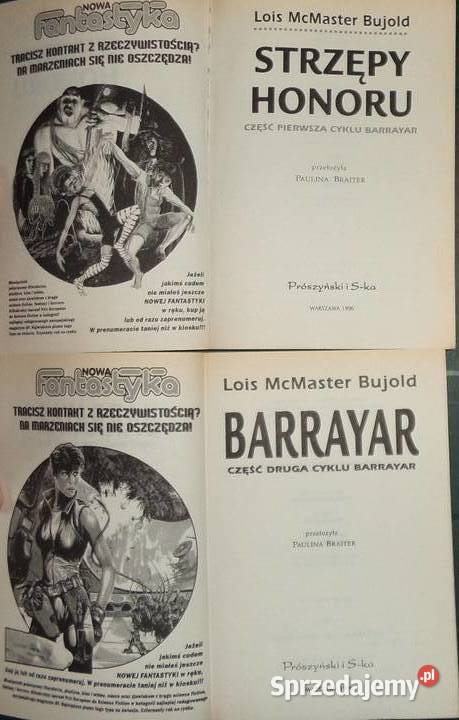 NOWA
Fantastyka
TRACISZ KONTAKT Z RZECZYWISTOŚCIĄ?
NA MARZENIACH SIĘ NIE OSZCZĘDZA!
Jeżeli
jakimś cudem
nie miałeś jeszcze
NOWEJ FANTASTYKI
w ręku, kup ją
lub od razu zaprenumeruj.
W prenumeracie taniej niż w kiosku!!!
Lois McMaster Bujold
STRZĘPY
HONORU
CZĘŚĆ PIERWSZA CYKLU BARRAYAR
przełożyła
PAULINA BRAITER
Prószyński i S-ka
WARSZAWA 1996
NOWA
Fantastyka
TRACISZ KONTAKT Z RZECZYWISTOŚCIĄ?
NA MARZENIACH SIĘ NIE OSZCZĘDZA!
Jeżeli
jakimś cudem
nie miałeś jeszcze
NOWEJ FANTASTYKI w ręku,
kup ją lub od razu zaprenumeruj. W prenumeracie taniej niż w kiosku!!!
Lois McMaster Bujold
BARRAYAR
CZĘŚĆ DRUGA CYKLU BARRAYAR
przełożyła
PAULINA BRAITER
Prószyński i S-ka
Sprzedajemy.pl